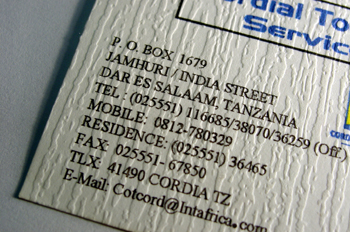 rdial To
Servic
P. O. BOX 1679
JAMHURI / INDIA STREET
DAR ES SALAAM, TANZANIA
TEL : (025551) 116685/38070/36259 (Off.)
MOBILE: 0812-780329
RESIDENCE: (025551) 36465
FAX: 025551- 67850
TLX: 41490 CORDIA TZ
E-Mail: Cotcord@Intafrica.com